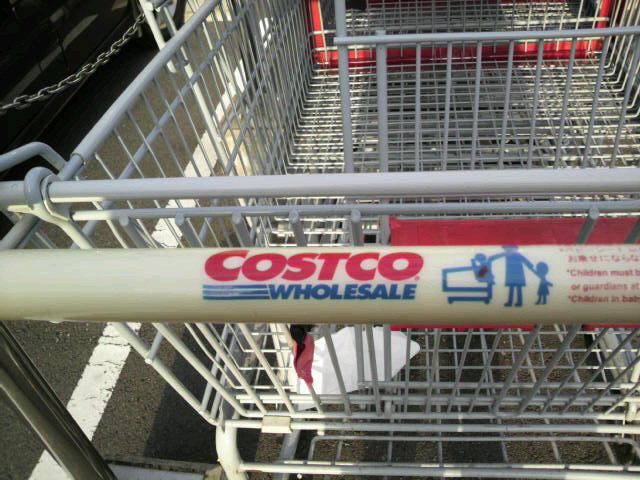 COSTCO
WHOLESALE
お乗せにならな
"Children must b
or guardians at
"Children in bab